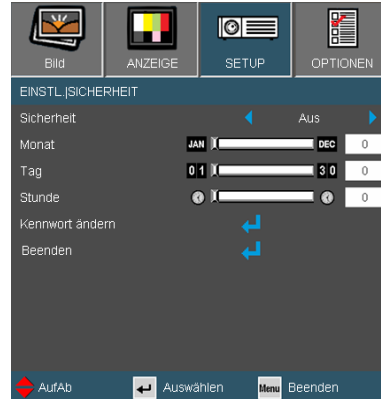 Bild ANZEIGE SETUP OPTIONEN
EINSTL.|SICHERHEIT
Sicherheit Aus
Monat JAN DEC 0
Tag 01 30 0
Stunde 0
Kennwort ändern
Beenden
AufAb Auswählen Menu Beenden